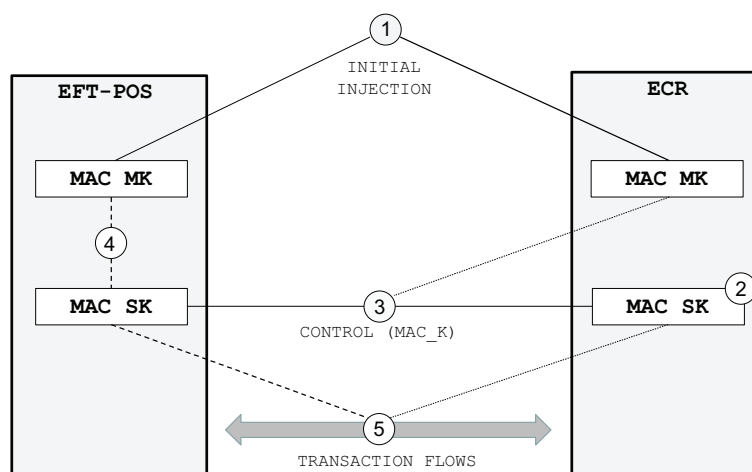 1
INITIAL
INJECTION
EFT-POS
ECR
MAC MK
MAC MK
4
2
MAC SK
3
MAC SK
CONTROL (MAC_K)
5
TRANSACTION FLOWS